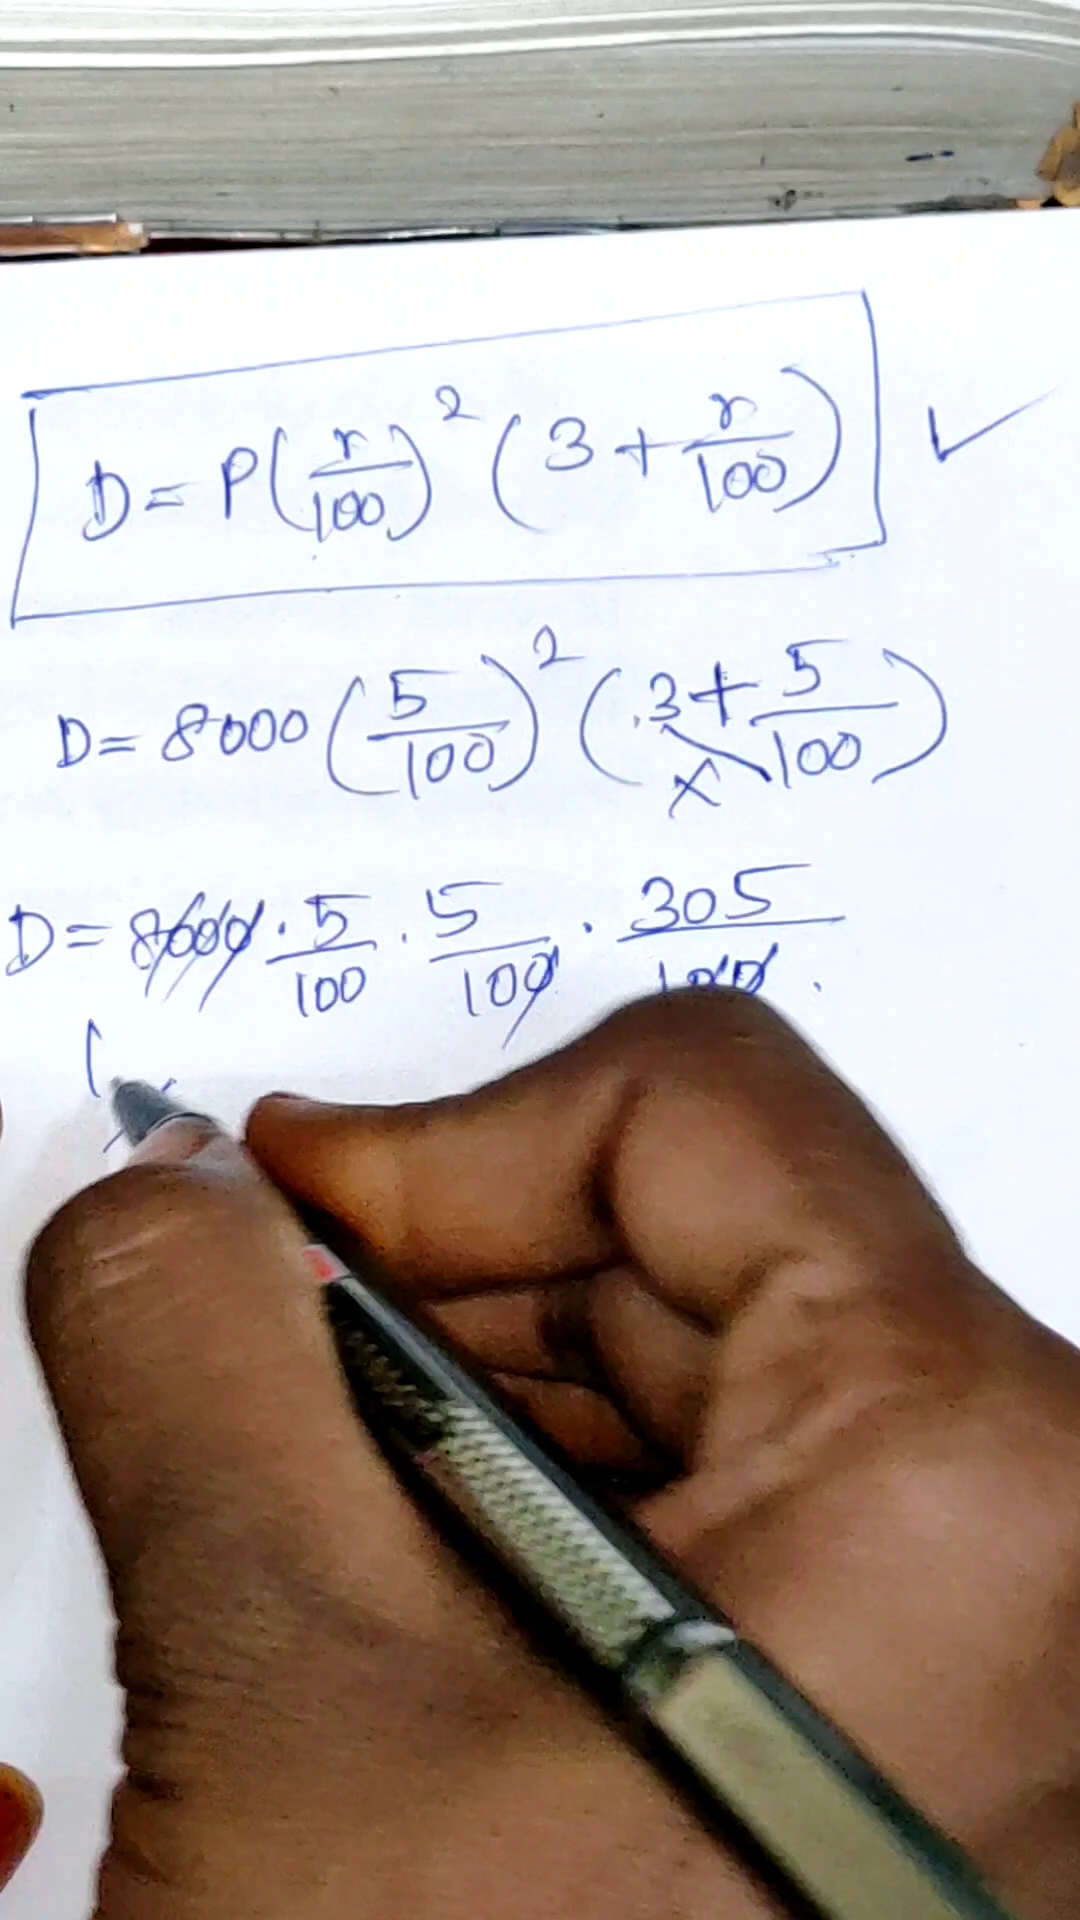 D = P(r/100)² (3 + r/100) ✓
D = 8000 (5/100)² (3 + 5/100)
x
D = 8000 · 5/100 · 5/100 · 305/100